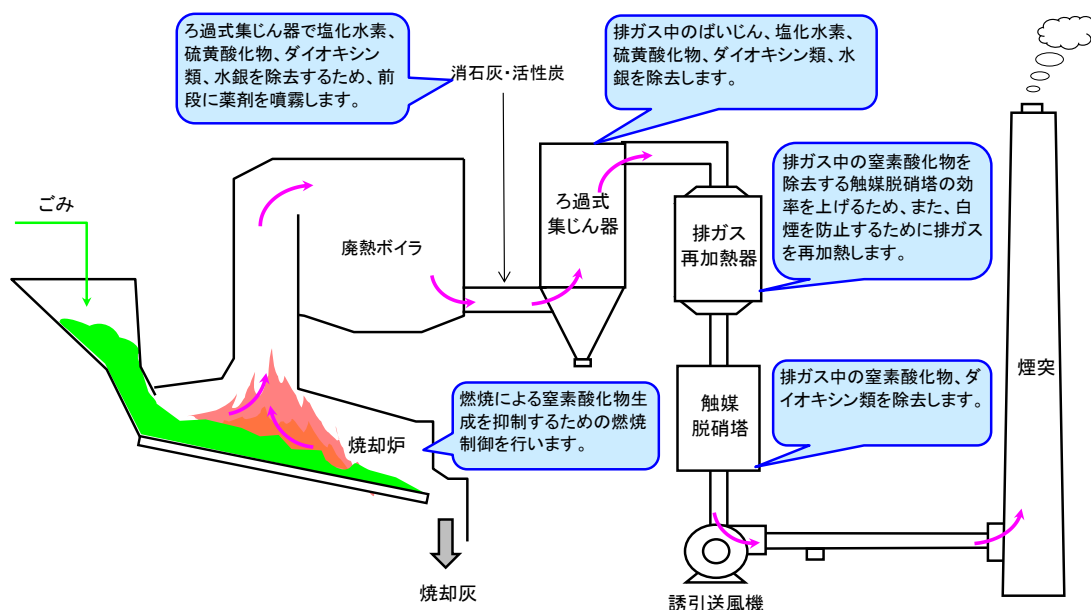 ろ過式集じん器で塩化水素、
硫黄酸化物、ダイオキシン
類、水銀を除去するため、前
段に薬剤を噴霧します。
排ガス中のばいじん、塩化水素、
硫黄酸化物、ダイオキシン類、水
銀を除去します。
消石灰・活性炭
ごみ
廃熱ボイラ
ろ過式
集じん器
排ガス
再加熱器
排ガス中の窒素酸化物を
除去する触媒脱硝塔の効
率を上げるため、また、白
煙を防止するために排ガス
を再加熱します。
煙突
触媒
脱硝塔
排ガス中の窒素酸化物、ダ
イオキシン類を除去します。
焼却炉
燃焼による窒素酸化物生
成を抑制するための燃焼
制御を行います。
焼却灰
誘引送風機